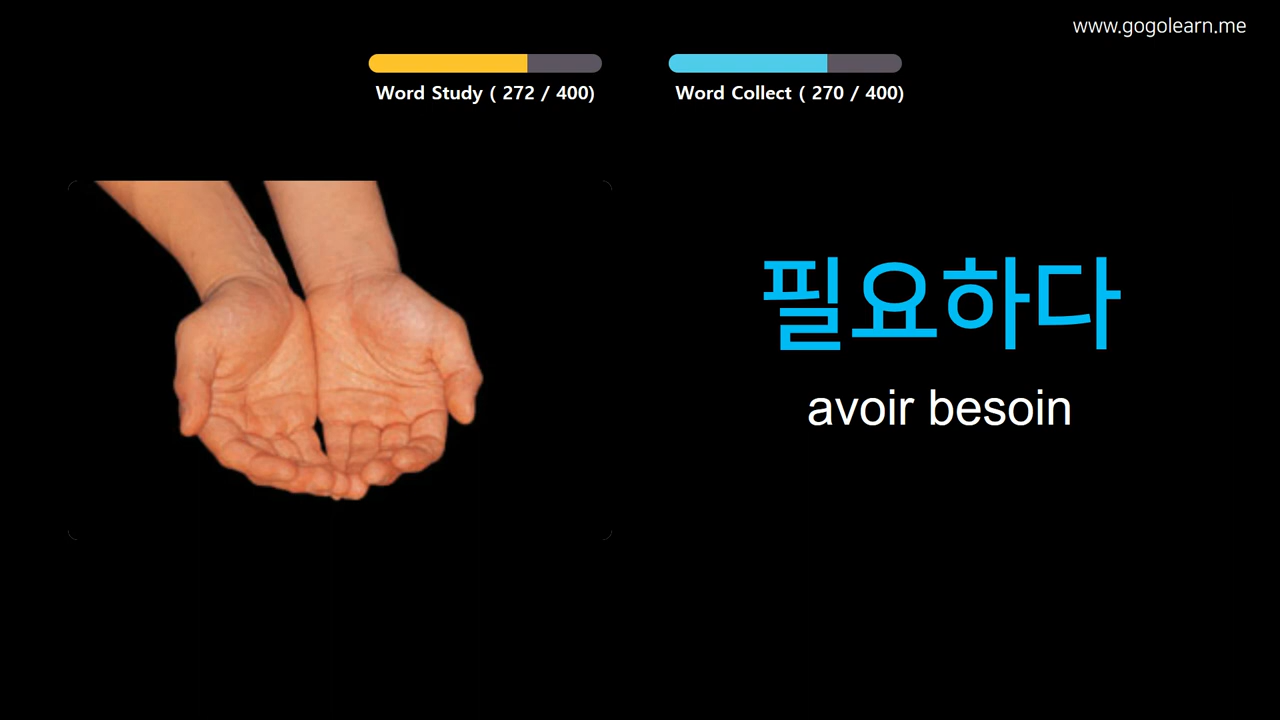 www.gogolearn.me
Word Study ( 272 / 400)
Word Collect ( 270 / 400)
필요하다
avoir besoin